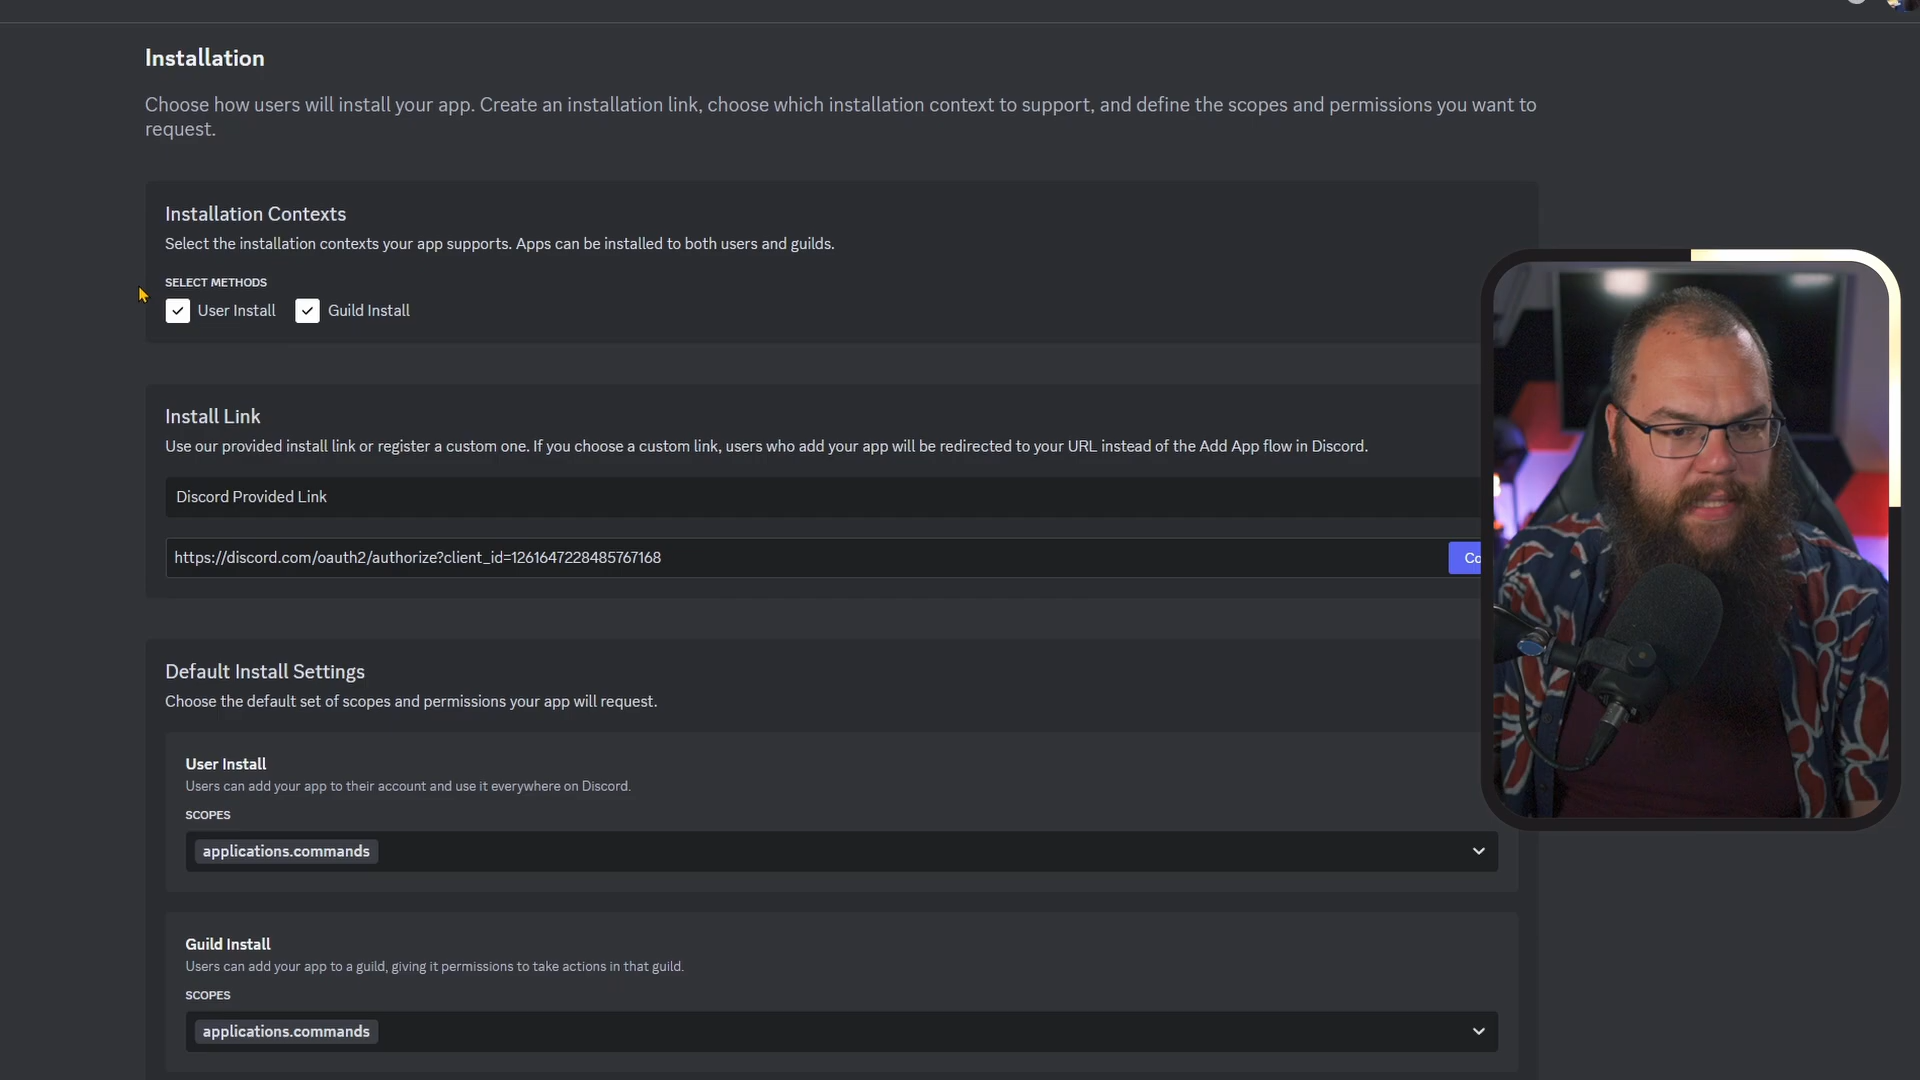 Installation
Choose how users will install your app. Create an installation link, choose which installation context to support, and define the scopes and permissions you want to
request.
Installation Contexts
Select the installation contexts your app supports. Apps can be installed to both users and guilds.
SELECT METHODS
User Install Guild Install
Install Link
Use our provided install link or register a custom one. If you choose a custom link, users who add your app will be redirected to your URL instead of the Add App flow in Discord.
Discord Provided Link
https://discord.com/oauth2/authorize?client_id=1261647228485767168
Co
Default Install Settings
Choose the default set of scopes and permissions your app will request.
User Install
Users can add your app to their account and use it everywhere on Discord.
SCOPES
applications.commands
Guild Install
Users can add your app to a guild, giving it permissions to take actions in that guild.
SCOPES
applications.commands